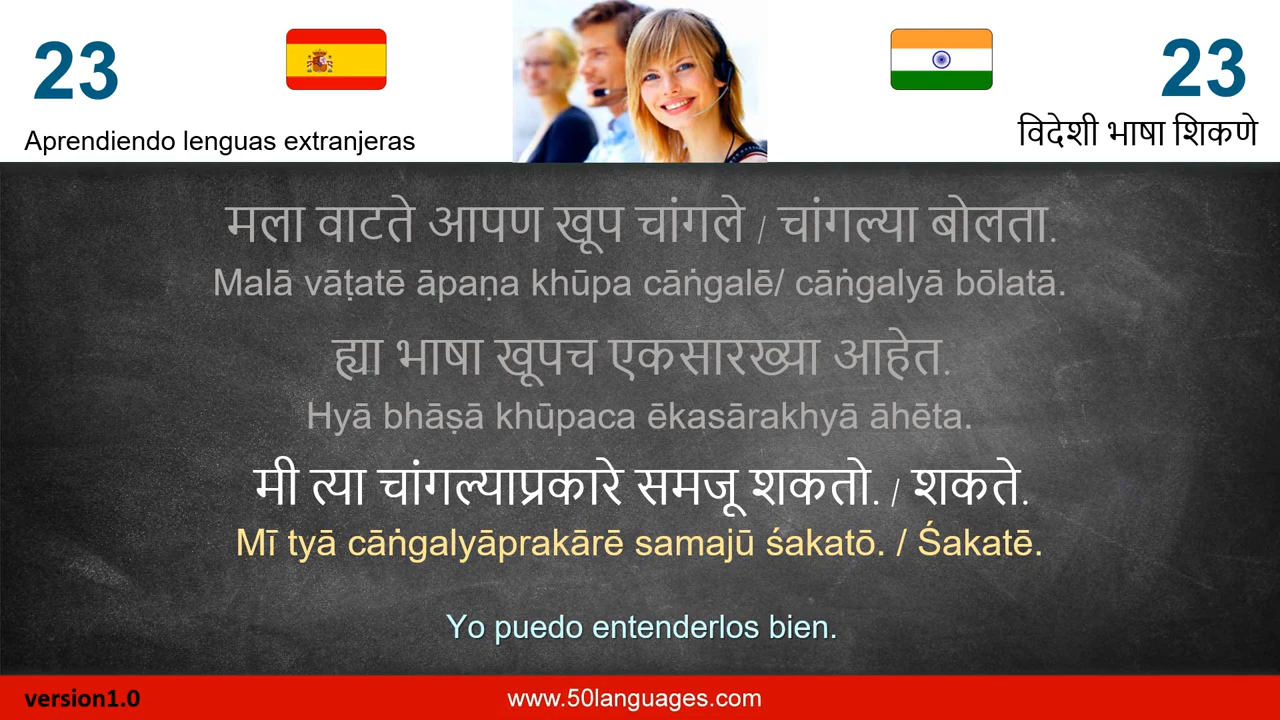 23
23
Aprendiendo lenguas extranjeras
विदेशी भाषा शिकणे
मला वाटते आपण खूप चांगले / चांगल्या बोलता.
Malā vāṭatē āpaṇa khūpa cāṅgalē/ cāṅgalyā bōlatā.
ह्या भाषा खूपच एकसारख्या आहेत.
Hyā bhāṣā khūpaca ēkasārakhyā āhēta.
मी त्या चांगल्याप्रकारे समजू शकतो. / शकते.
Mī tyā cāṅgalyāprakārē samajū śakatō. / Śakatē.
Yo puedo entenderlos bien.
version1.0
www.50languages.com